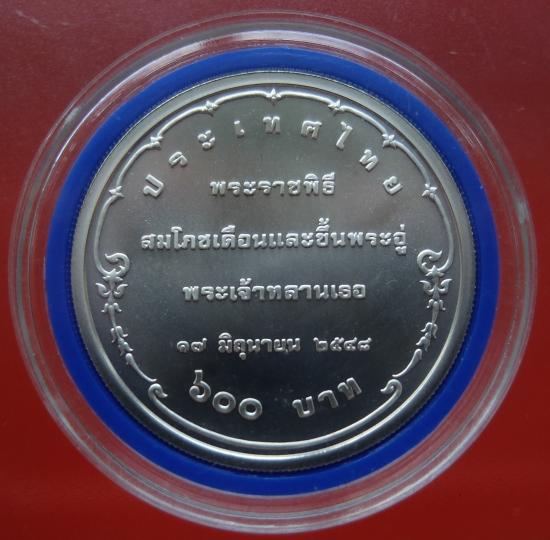 ประเทศไทย
พระราชพิธี
สมโภชเดือนและขึ้นพระอู่
พระเจ้าหลานเธอ
๑๗ มิถุนายน ๒๕๔๘
๖๐๐ บาท